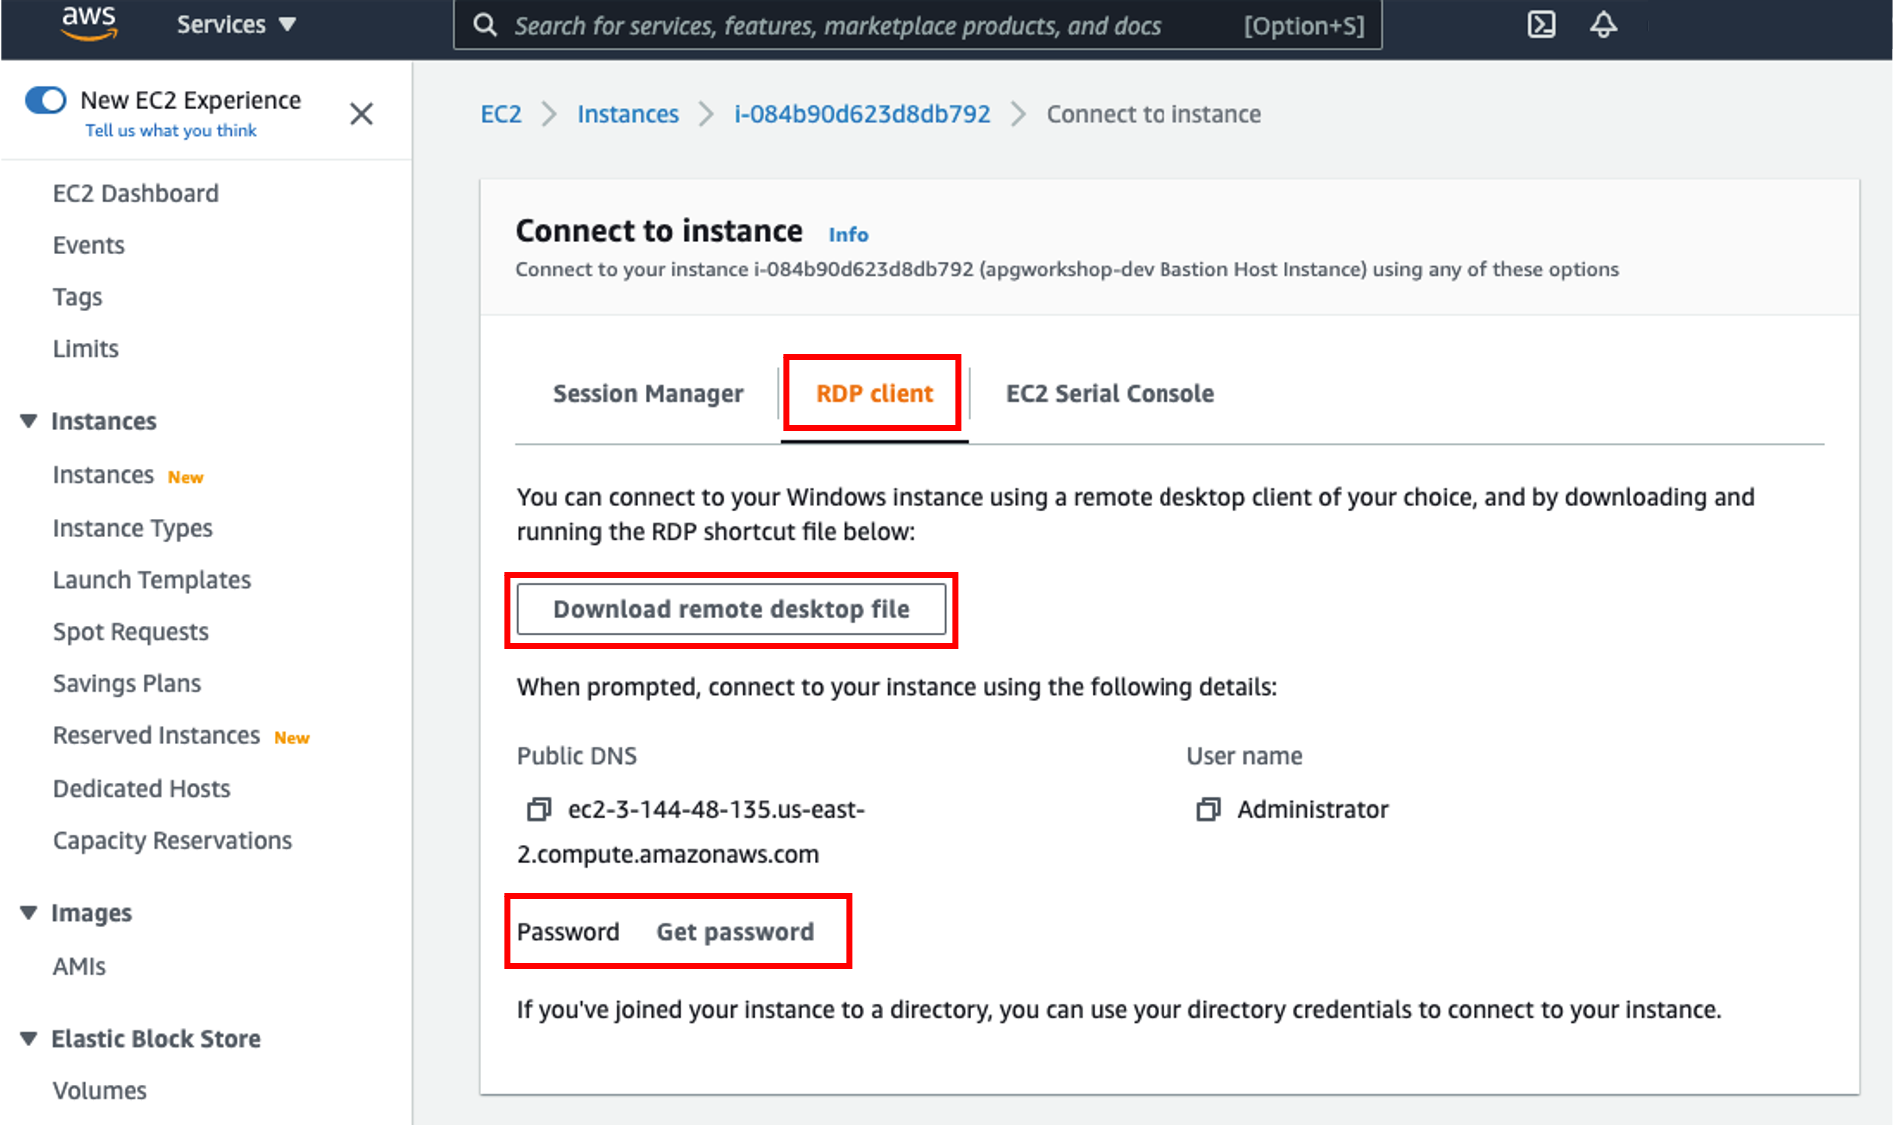 aws
Services
Search for services, features, marketplace products, and docs [Option+S]
New EC2 Experience
Tell us what you think
EC2 Dashboard
Events
Tags
Limits
Instances
Instances New
Instance Types
Launch Templates
Spot Requests
Savings Plans
Reserved Instances New
Dedicated Hosts
Capacity Reservations
Images
AMIs
Elastic Block Store
Volumes
EC2 > Instances > i-084b90d623d8db792 > Connect to instance
Connect to instance Info
Connect to your instance i-084b90d623d8db792 (apgworkshop-dev Bastion Host Instance) using any of these options
Session Manager RDP client EC2 Serial Console
You can connect to your Windows instance using a remote desktop client of your choice, and by downloading and
running the RDP shortcut file below:
Download remote desktop file
When prompted, connect to your instance using the following details:
Public DNS User name
ec2-3-144-48-135.us-east- Administrator
2.compute.amazonaws.com
Password Get password
If you've joined your instance to a directory, you can use your directory credentials to connect to your instance.